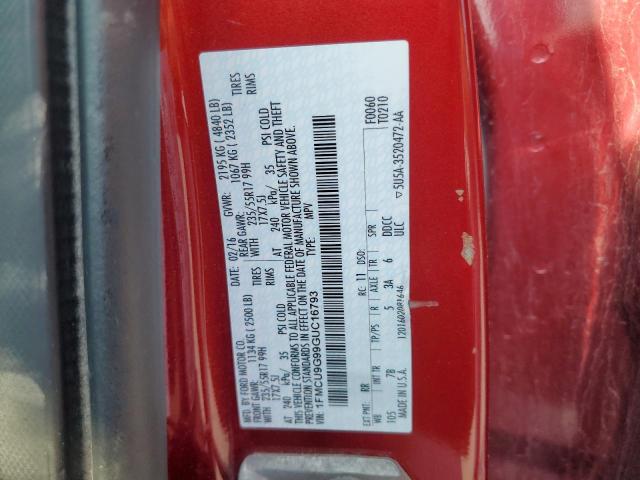 MFD. BY FORD MOTOR CO.
DATE: 02/16 GVWR: 2195 KG ( 4840 LB)
FRONT GAWR: 1134 KG ( 2500 LB) REAR GAWR: 1067 KG ( 2352 LB)
235/55R17 99H TIRES WITH 235/55R17 99H TIRES
17X7.5J RIMS 17X7.5J RIMS
AT 240 kPa/ 35 PSI COLD AT 240 kPa/ 35 PSI COLD
THIS VEHICLE CONFORMS TO ALL APPLICABLE FEDERAL MOTOR VEHICLE SAFETY AND THEFT
PREVENTION STANDARDS IN EFFECT ON THE DATE OF MANUFACTURE SHOWN ABOVE.
VIN: 1FMCU9G99GUC16793 TYPE: MPV
F0060
T0210
EXT PNT: RR RC: 11 DSO:
WB INT TR TP/PS R AXLE TR SPR
105 7B 5 3A 6 DDCC
MADE IN U.S.A. ULC
▽5U5A-3520472-AA